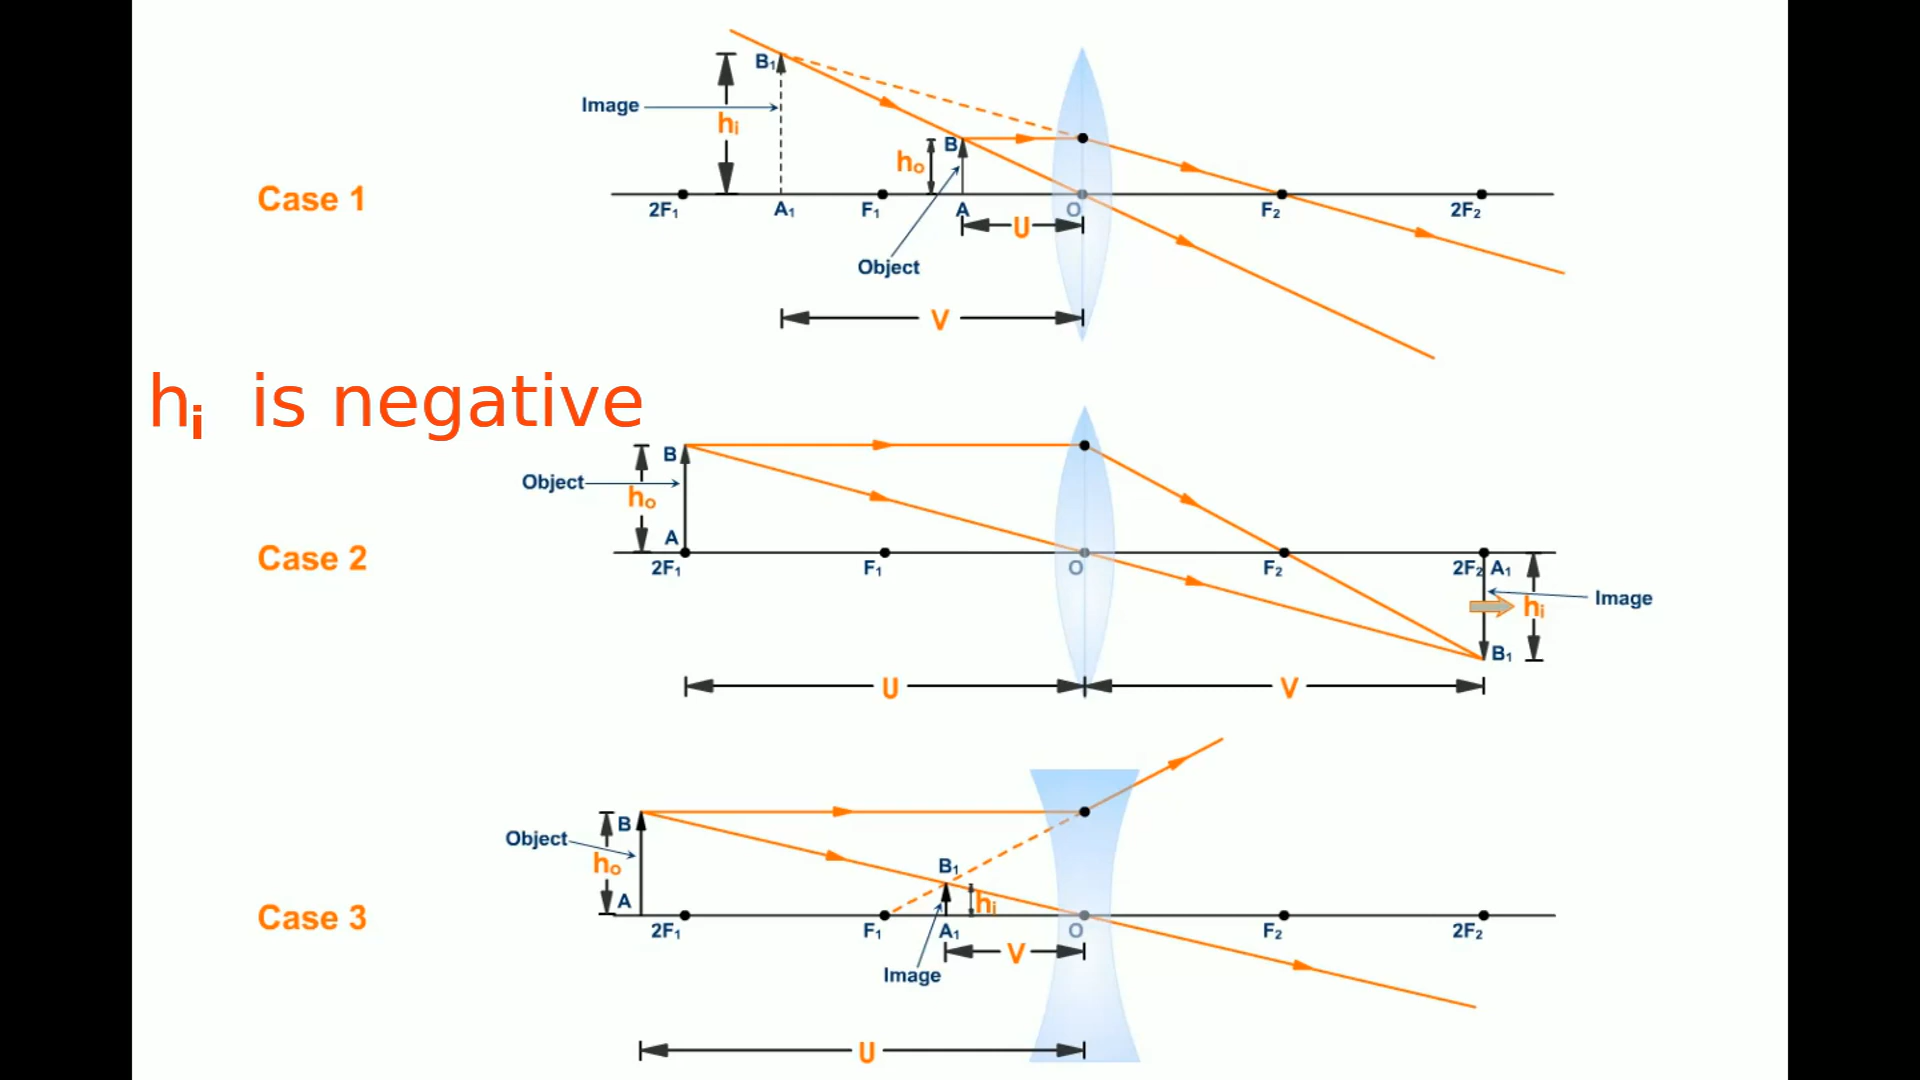 B₁
Image
hᵢ
B
hₒ
Case 1
2F₁ A₁ F₁ A O F₂ 2F₂
U
Object
V
hᵢ is negative
B
Object
hₒ
A
Case 2
2F₁ F₁ O F₂ 2F₂ A₁
Image
hᵢ
B₁
U V
Object
B
hₒ
B₁
A
hᵢ
Case 3
2F₁ F₁ A₁ O F₂ 2F₂
V
Image
U